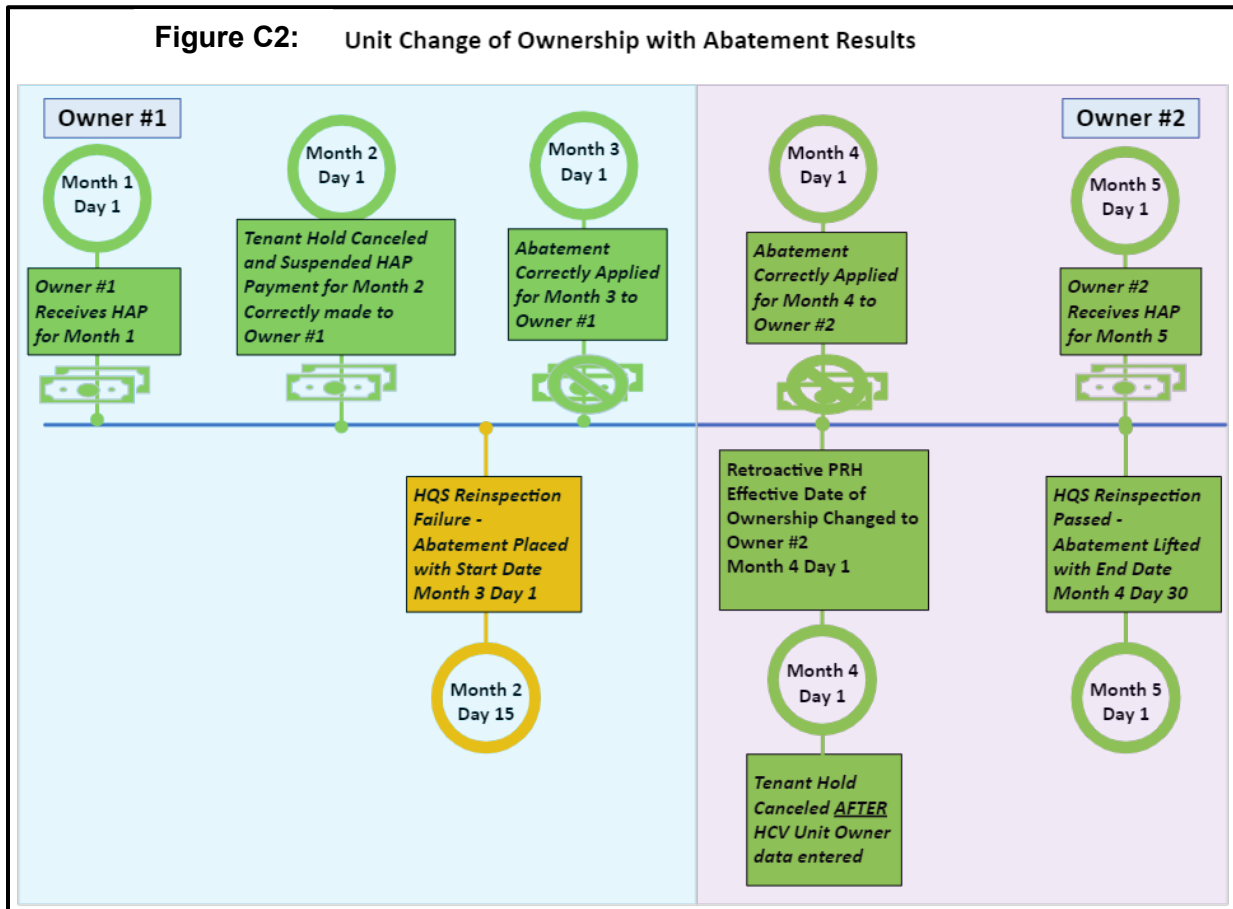 Figure C2: Unit Change of Ownership with Abatement Results
Owner #1
Owner #2
Month 1
Day 1
Month 2
Day 1
Month 3
Day 1
Month 4
Day 1
Month 5
Day 1
Owner #1
Receives HAP
for Month 1
Tenant Hold Canceled
and Suspended HAP
Payment for Month 2
Correctly made to
Owner #1
Abatement
Correctly Applied
for Month 3 to
Owner #1
Abatement
Correctly Applied
for Month 4 to
Owner #2
Owner #2
Receives HAP
for Month 5
HQS Reinspection
Failure -
Abatement Placed
with Start Date
Month 3 Day 1
Month 2
Day 15
Retroactive PRH
Effective Date of
Ownership Changed to
Owner #2
Month 4 Day 1
Month 4
Day 1
Tenant Hold
Canceled AFTER
HCV Unit Owner
data entered
HQS Reinspection
Passed -
Abatement Lifted
with End Date
Month 4 Day 30
Month 5
Day 1